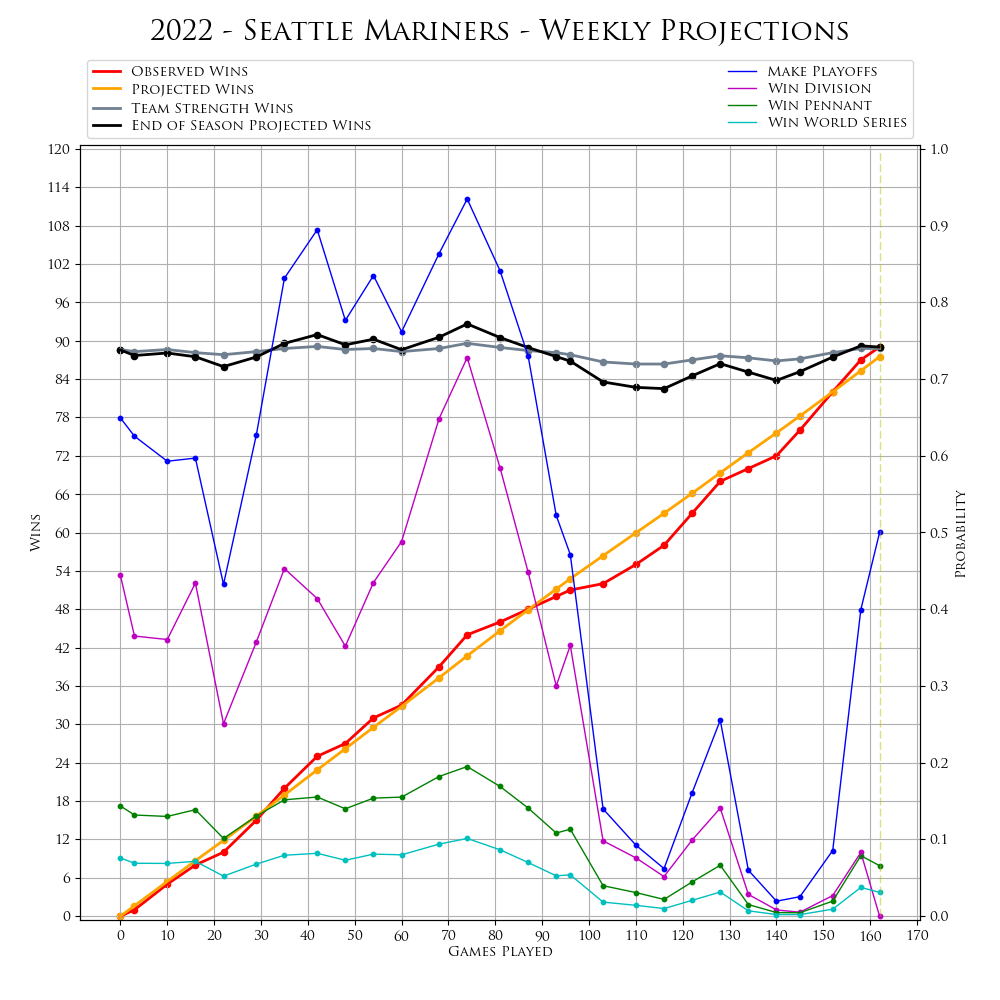 2022 - Seattle Mariners - Weekly Projections
Observed Wins
Projected Wins
Team Strength Wins
End of Season Projected Wins
Make Playoffs
Win Division
Win Pennant
Win World Series
120
114
108
102
96
90
84
78
72
66
60
54
48
42
36
30
24
18
12
6
0
Wins
1.0
0.9
0.8
0.7
0.6
0.5
0.4
0.3
0.2
0.1
0.0
Probability
0 10 20 30 40 50 60 70 80 90 100 110 120 130 140 150 160 170
Games Played